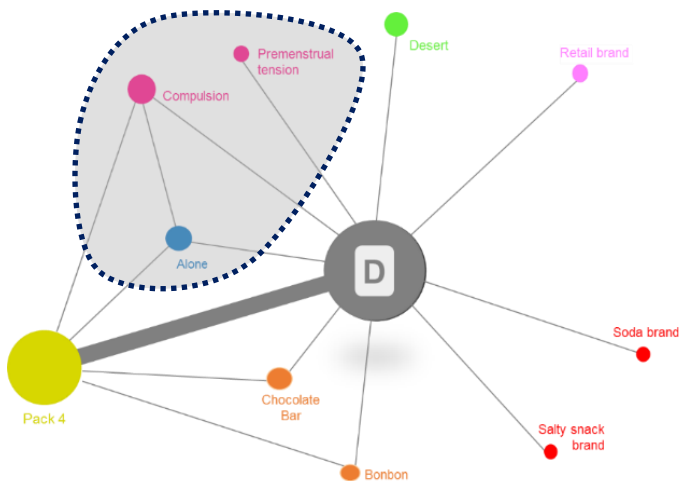 Desert
Premenstrual
tension
Retail brand
Compulsion
Alone
D
Soda brand
Chocolate
Bar
Pack 4
Salty snack
brand
Bonbon